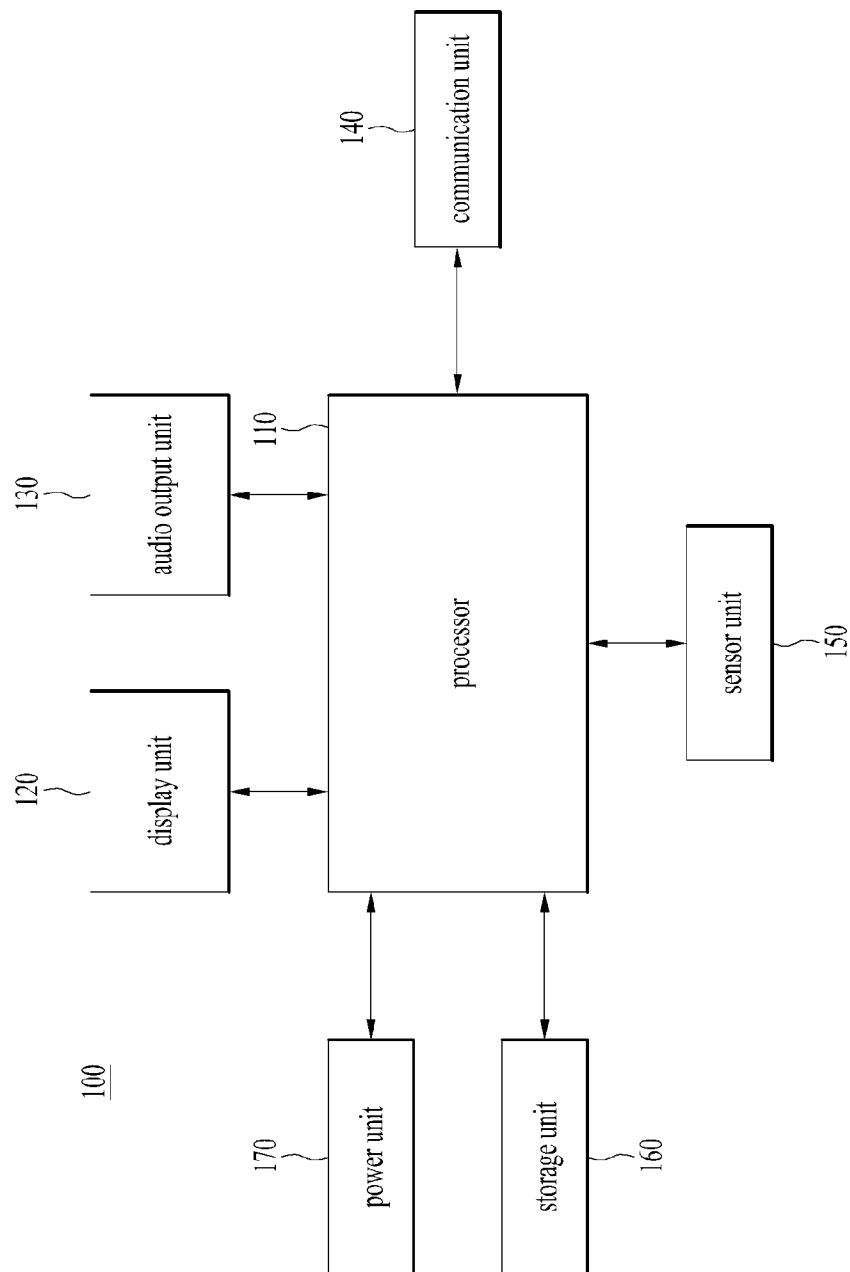 120
130
100
display unit
audio output unit
170
110
140
power unit
processor
communication unit
storage unit
160
sensor unit
150